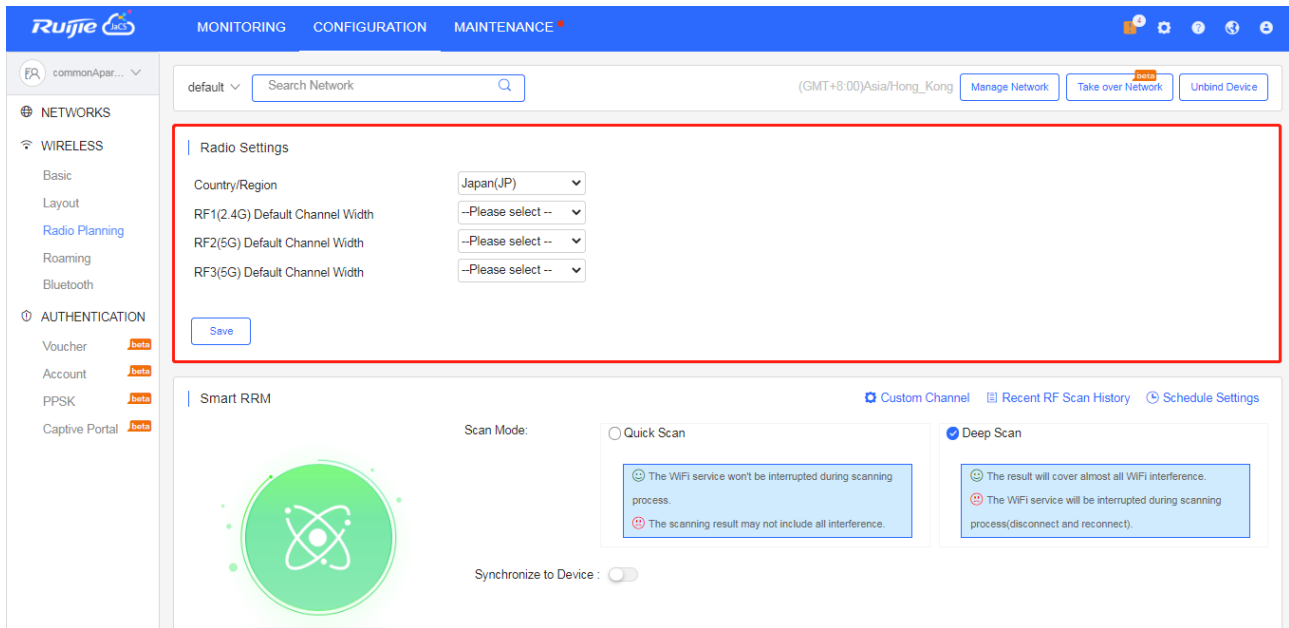 Ruijie JaCS
MONITORING CONFIGURATION MAINTENANCE
4
commonApar...
default Search Network (GMT+8:00)Asia/Hong_Kong Manage Network Take over Network beta Unbind Device
NETWORKS
WIRELESS
Basic
Layout
Radio Planning
Roaming
Bluetooth
AUTHENTICATION
Voucher beta
Account beta
PPSK beta
Captive Portal beta
Radio Settings
Country/Region Japan(JP)
RF1(2.4G) Default Channel Width --Please select --
RF2(5G) Default Channel Width --Please select --
RF3(5G) Default Channel Width --Please select --
Save
Smart RRM Custom Channel Recent RF Scan History Schedule Settings
Scan Mode: Quick Scan Deep Scan
The WiFi service won't be interrupted during scanning
process.
The scanning result may not include all interference.
The result will cover almost all WiFi interference.
The WiFi service will be interrupted during scanning
process(disconnect and reconnect).
Synchronize to Device :